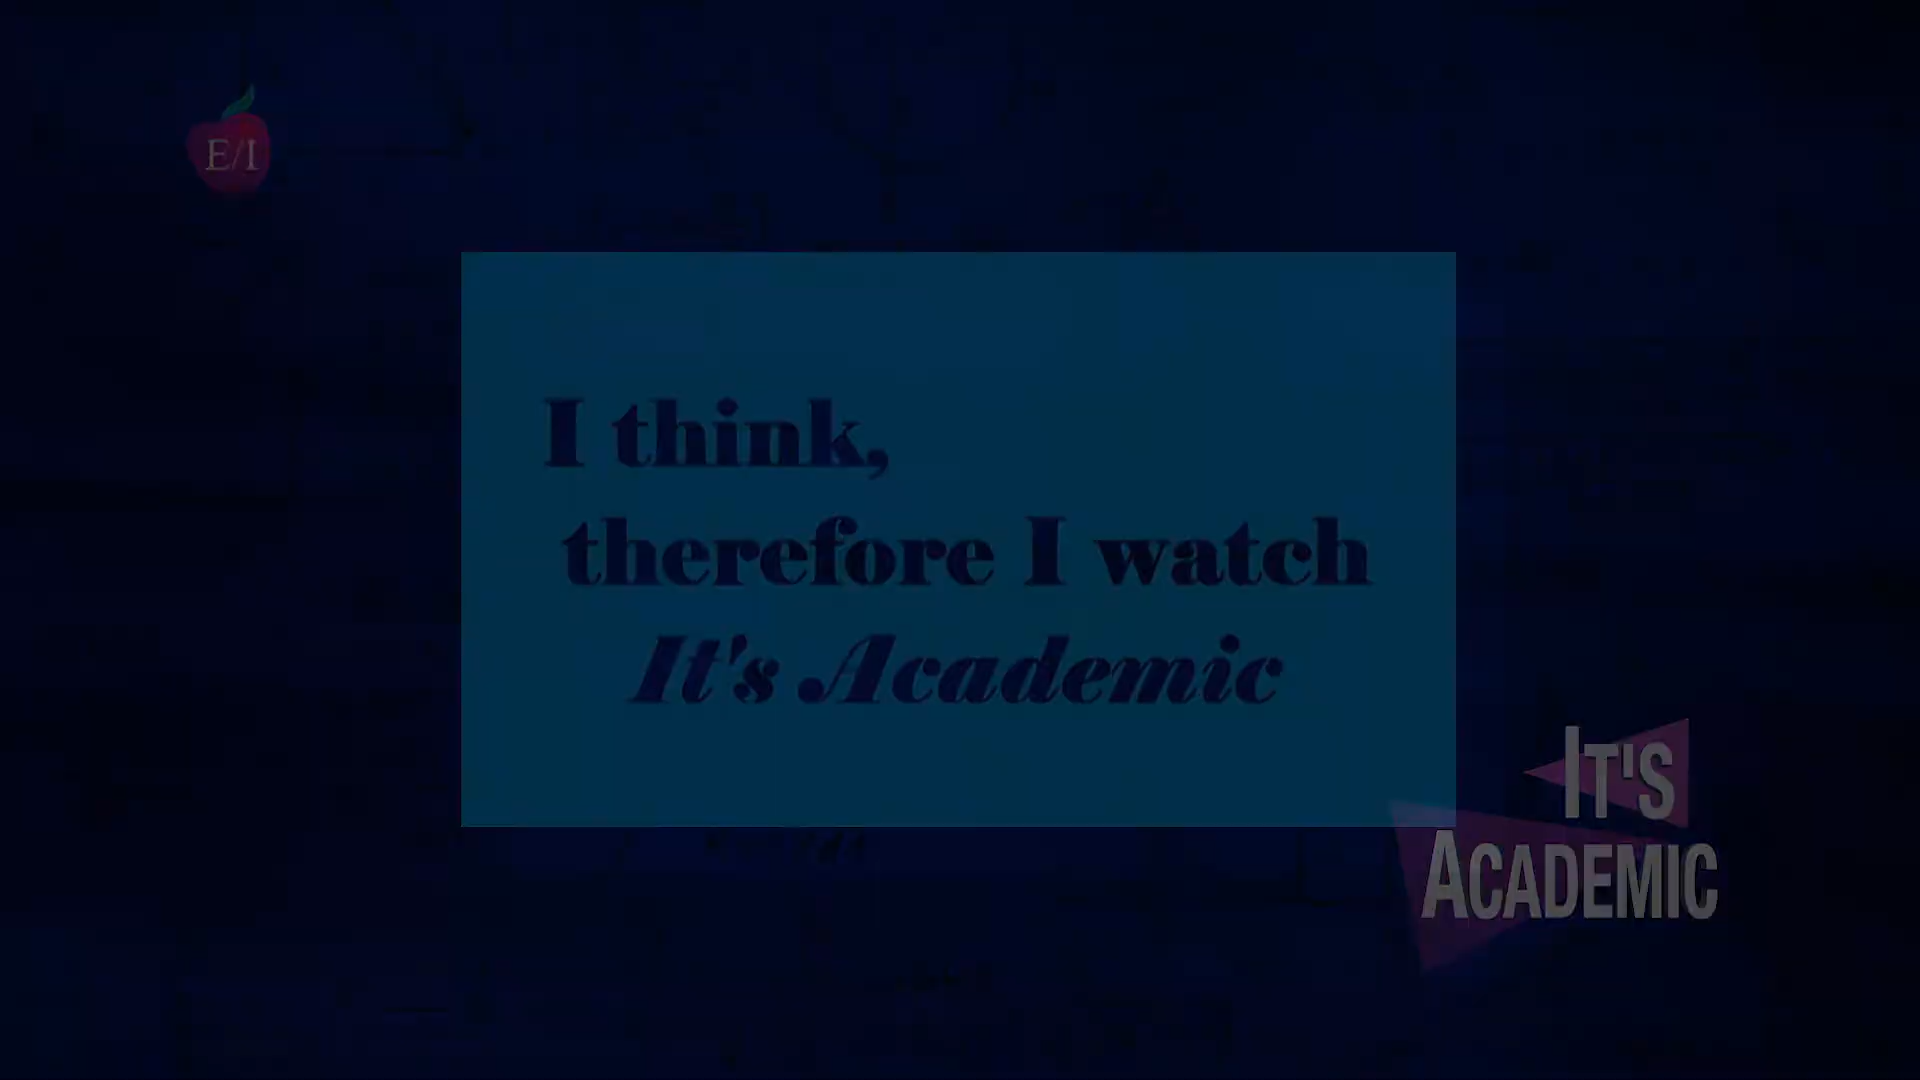 E/I
I think,
therefore I watch
It's Academic
IT'S
ACADEMIC